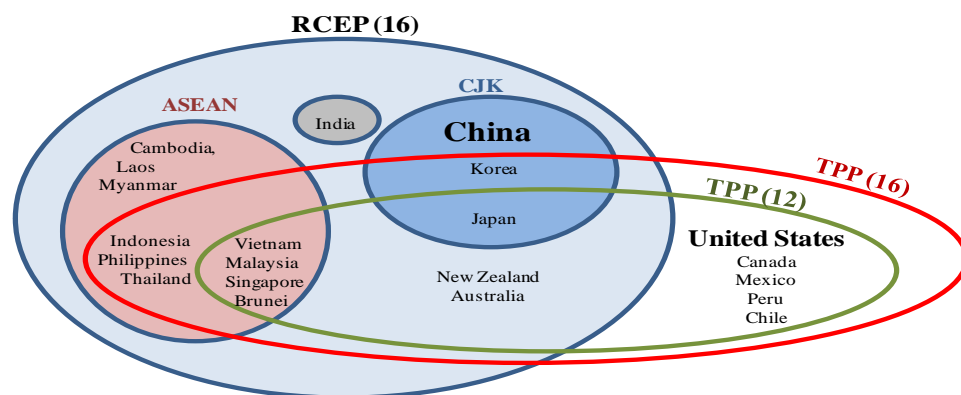 RCEP (16)
CJK
ASEAN
India
China
Cambodia,
Laos
Myanmar
Korea
TPP (16)
TPP (12)
Japan
Indonesia
Philippines
Thailand
Vietnam
Malaysia
Singapore
Brunei
New Zealand
Australia
United States
Canada
Mexico
Peru
Chile